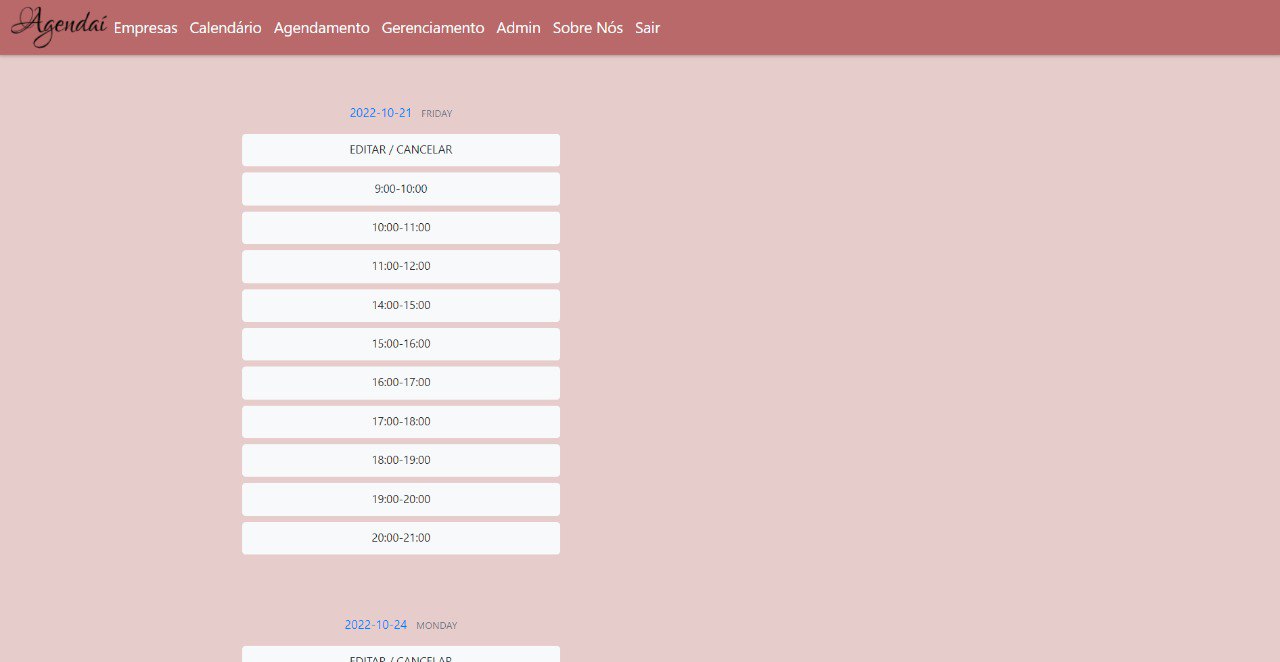 Agendaí Empresas Calendário Agendamento Gerenciamento Admin Sobre Nós Sair
2022-10-21 FRIDAY
EDITAR / CANCELAR
9:00-10:00
10:00-11:00
11:00-12:00
14:00-15:00
15:00-16:00
16:00-17:00
17:00-18:00
18:00-19:00
19:00-20:00
20:00-21:00
2022-10-24 MONDAY
EDITAR / CANCELAR